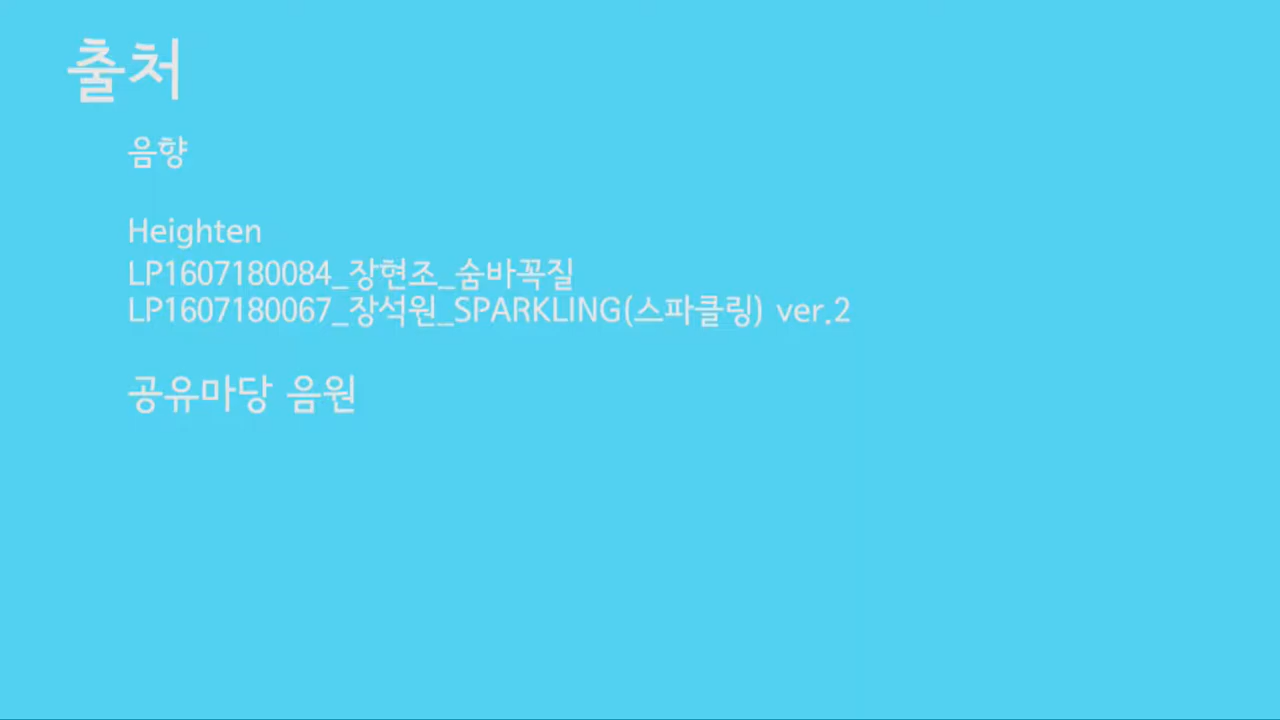 출처
음향
Heighten
LP1607180084_장현조_숨바꼭질
LP1607180067_장석원_SPARKLING(스파클링) ver.2
공유마당 음원